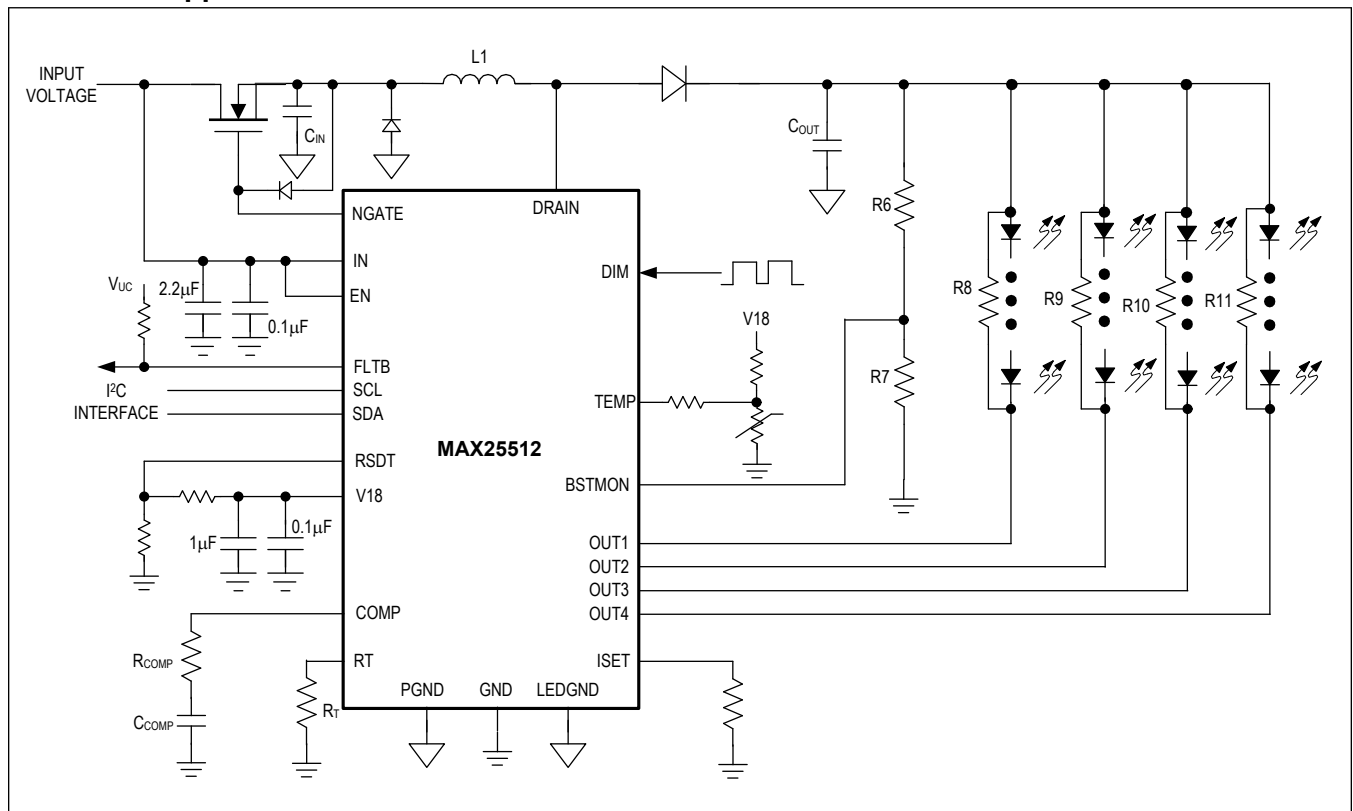 L1
INPUT
VOLTAGE
CIN
COUT
NGATE
DRAIN
R6
IN
DIM
VUC
2.2μF
EN
R8
R9
R10
R11
0.1μF
V18
FLTB
R7
I²C
SCL
INTERFACE
TEMP
SDA
MAX25512
RSDT
BSTMON
V18
0.1μF
1μF
OUT1
OUT2
OUT3
OUT4
COMP
RCOMP
RT
ISET
PGND
GND
LEDGND
RT
CCOMP